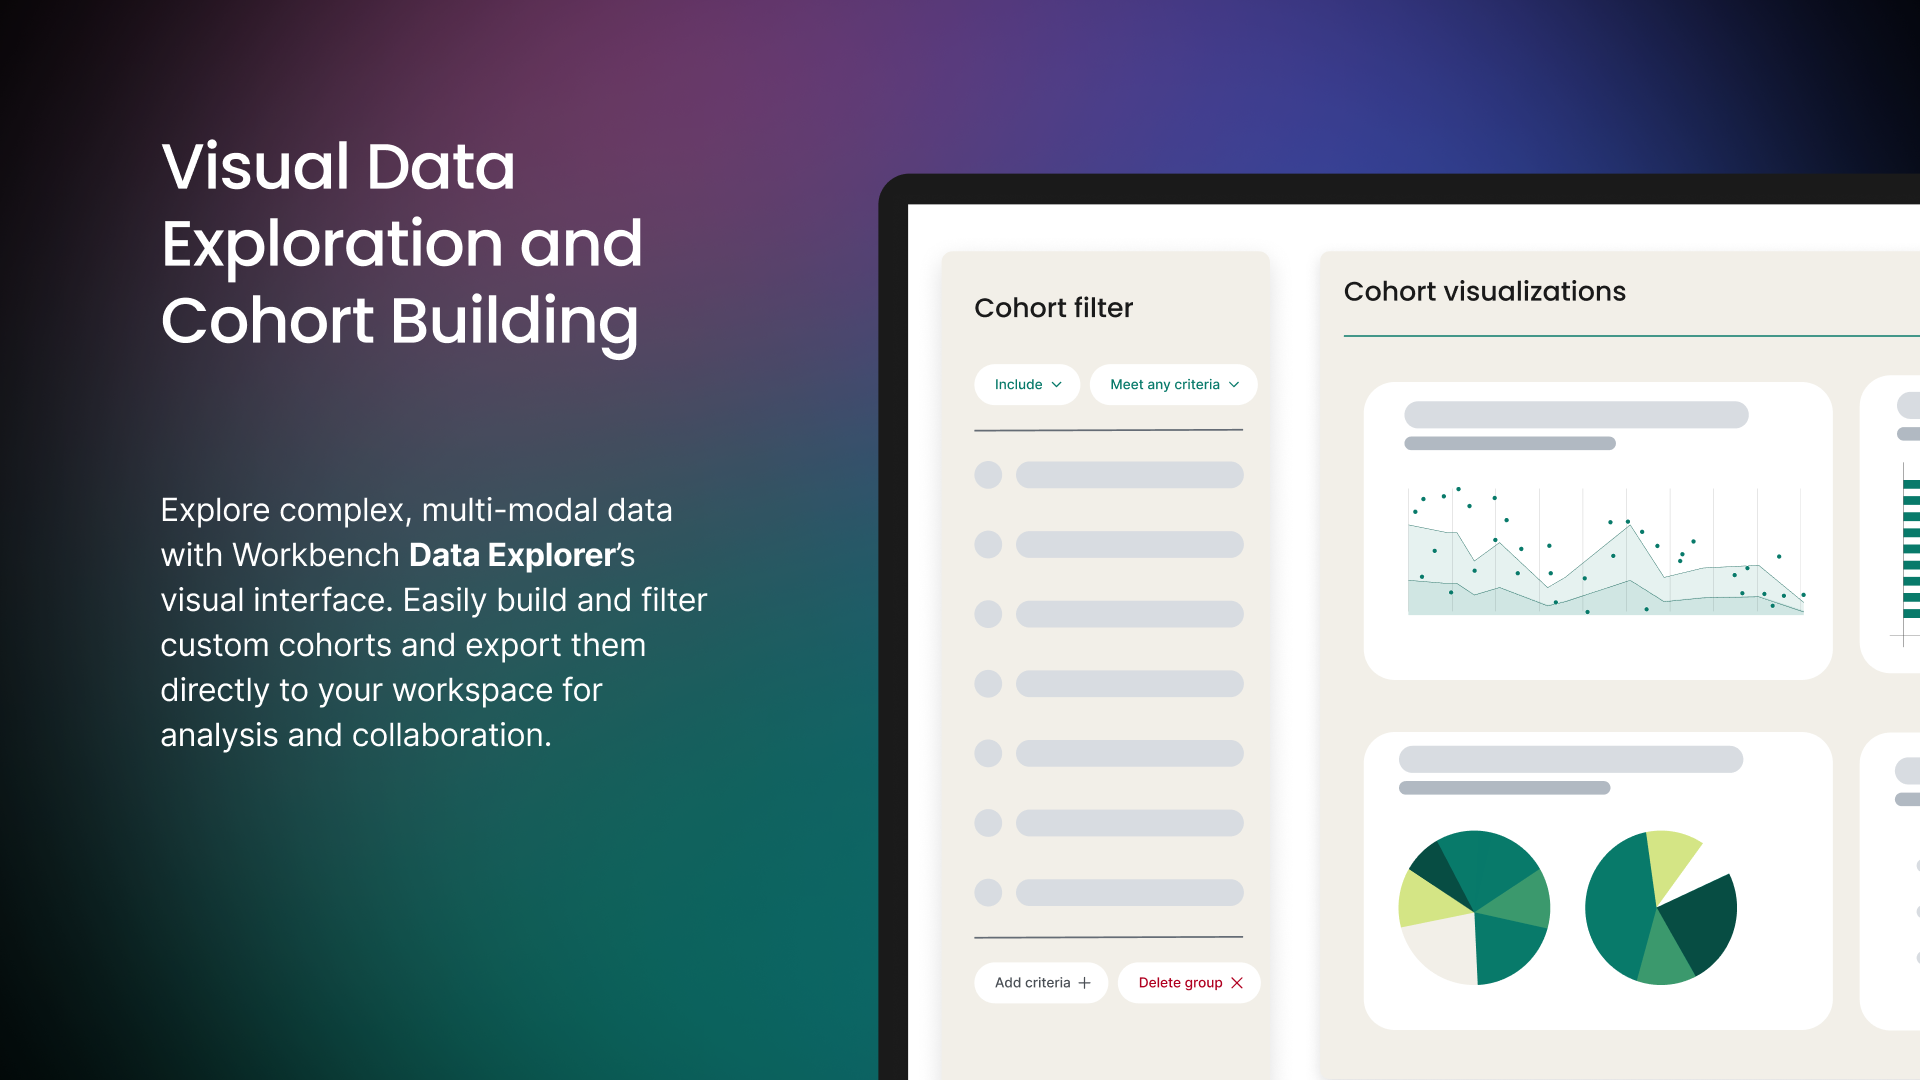 Visual Data
Exploration and
Cohort Building
Explore complex, multi-modal data
with Workbench Data Explorer’s
visual interface. Easily build and filter
custom cohorts and export them
directly to your workspace for
analysis and collaboration.
Cohort filter
Include
Meet any criteria
Add criteria
Delete group
Cohort visualizations